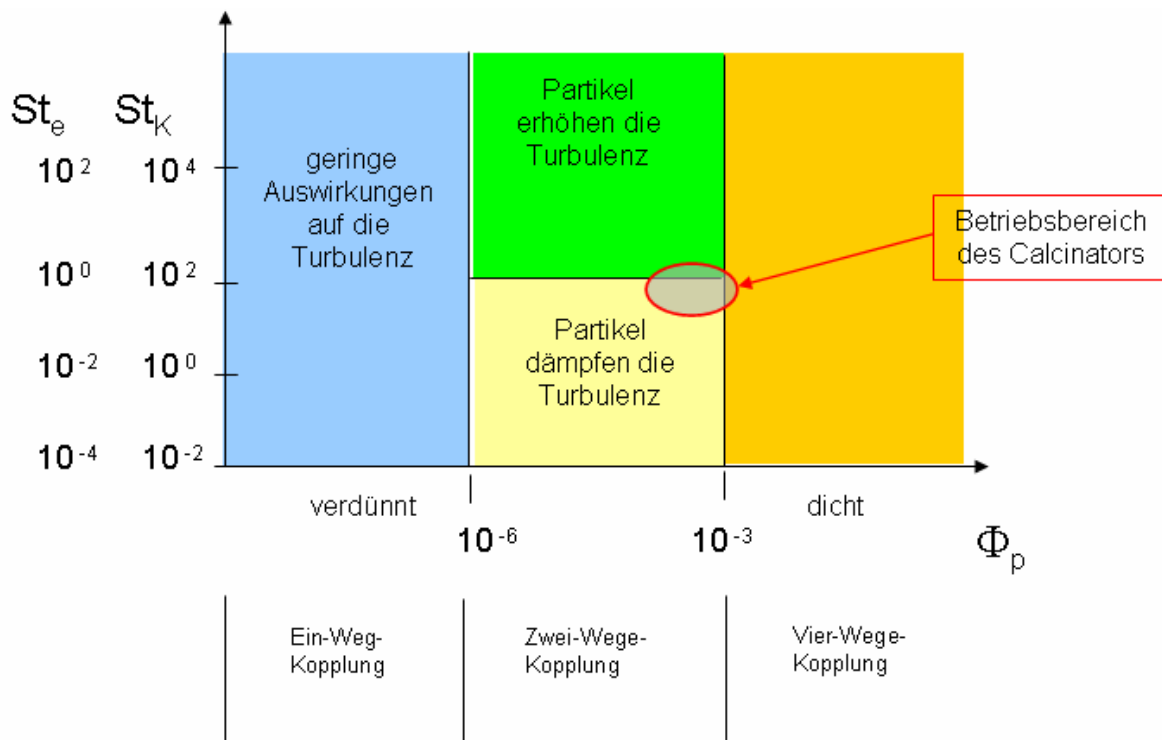 St_e St_K
10^2 10^4
10^0 10^2
10^-2 10^0
10^-4 10^-2
geringe
Auswirkungen
auf die
Turbulenz
Partikel
erhöhen die
Turbulenz
Partikel
dämpfen die
Turbulenz
Betriebsbereich
des Calcinators
verdünnt
dicht
10^-6
10^-3
Φ_p
Ein-Weg-
Kopplung
Zwei-Wege-
Kopplung
Vier-Wege-
Kopplung